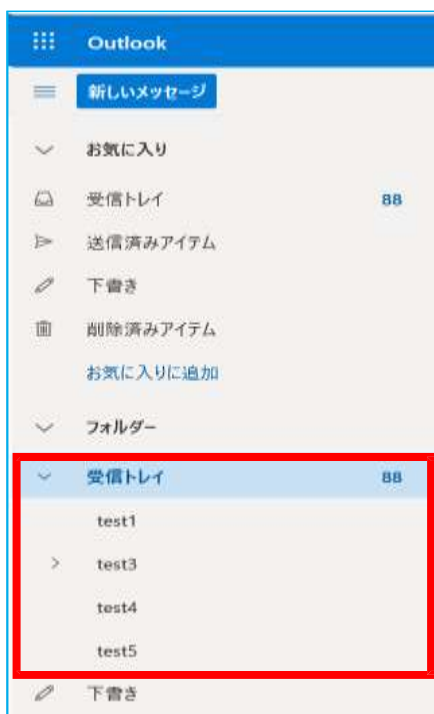 Outlook
新しいメッセージ
お気に入り
受信トレイ 88
送信済みアイテム
下書き
削除済みアイテム
お気に入りに追加
フォルダー
受信トレイ 88
test1
test3
test4
test5
下書き